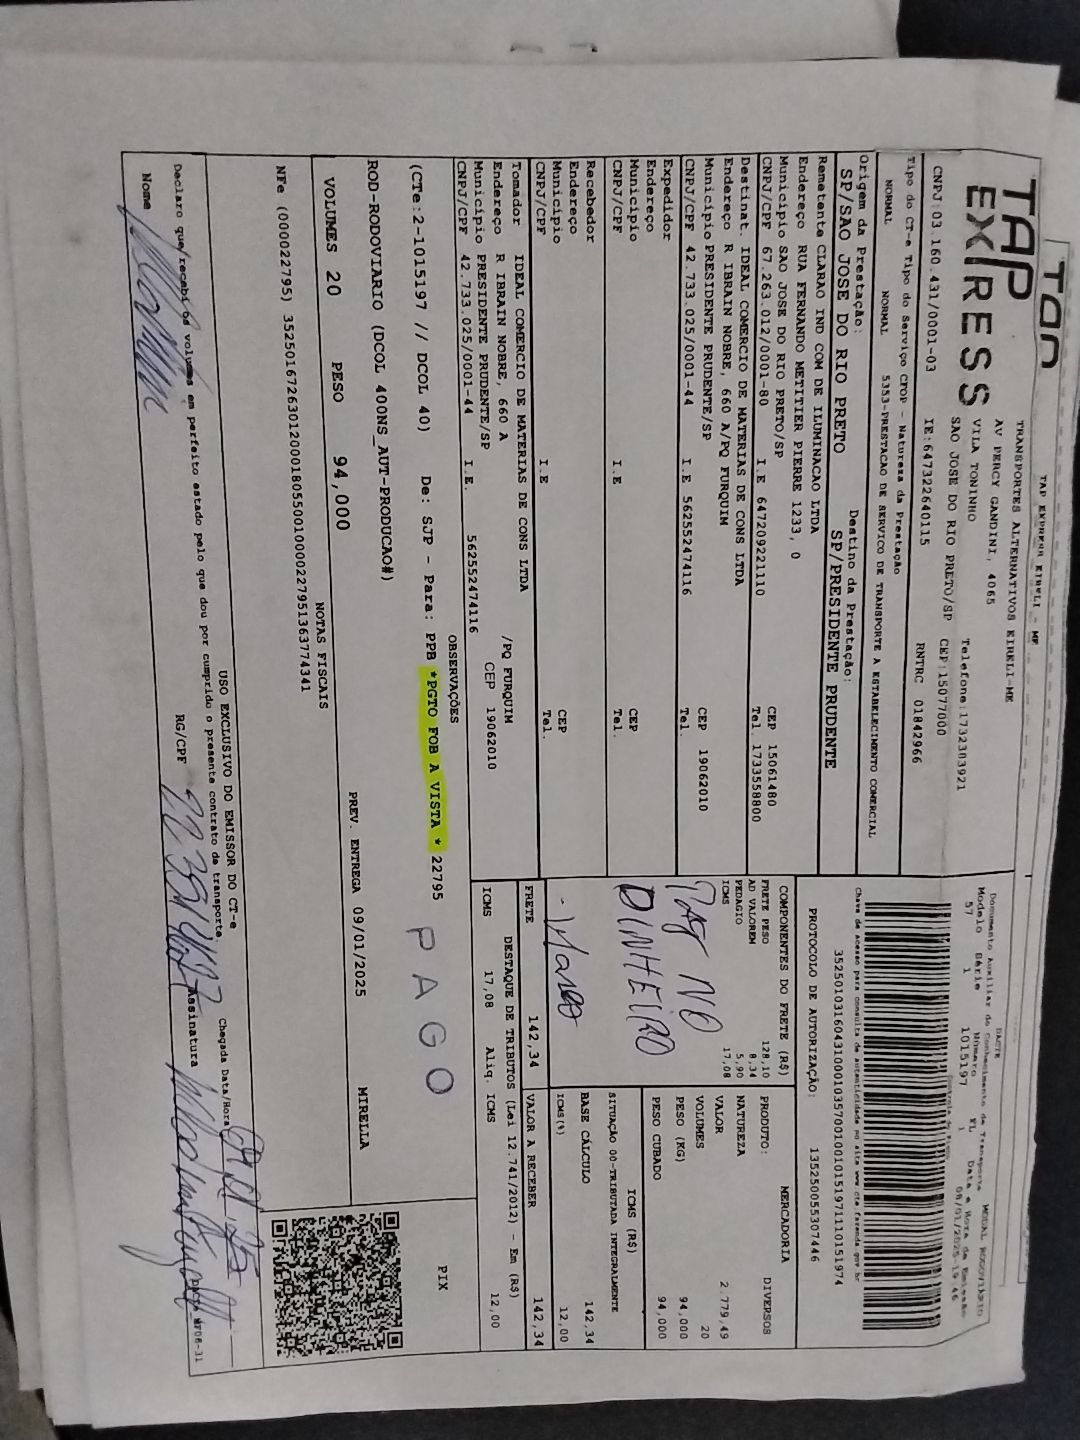 Tan
TAP EXPRESS EIRELI - ME
TAP
EXPRESS
TRANSPORTES ALTERNATIVOS EIRELI-ME
AV PERCY GANDINI, 4065
VILA TONINHO
SAO JOSE DO RIO PRETO/SP
Telefone:1732383921
CEP:15077000
CNPJ:03.160.431/0001-03 IE:647322640115 RNTRC 01842966
DACTE
Documento Auxiliar do Conhecimento de Transporte MODAL RODOVIARIO
Modelo Série Número FL Data e Hora de Emissão
57 1 1015197 1 08/01/2025-19:46
Chave de Acesso para consulta de autenticidade no site www.cte.fazenda.gov.br
35250103160431000103570010010151971110151974
PROTOCOLO DE AUTORIZAÇÃO: 135250055307446
Tipo do CT-e Tipo do Serviço CFOP - Natureza da Prestação
NORMAL NORMAL 5353-PRESTACAO DE SERVICO DE TRANSPORTE A ESTABELECIMENTO COMERCIAL
Origem da Prestação: Destino da Prestação:
SP/SAO JOSE DO RIO PRETO SP/PRESIDENTE PRUDENTE
Remetente CLARAO IND COM DE ILUMINACAO LTDA
Endereço RUA FERNANDO METITIER PIERRE 1233, 0
Município SAO JOSE DO RIO PRETO/SP CEP 15061480
CNPJ/CPF 67.263.012/0001-80 I.E 647209221110 Tel. 1733558800
Destinat. IDEAL COMERCIO DE MATERIAS DE CONS LTDA
Endereço R IBRAIN NOBRE, 660 A/PQ FURQUIM
Município PRESIDENTE PRUDENTE/SP CEP 19062010
CNPJ/CPF 42.733.025/0001-44 I.E 562552474116 Tel.
Expedidor
Endereço
Município CEP
CNPJ/CPF I.E. Tel.
Recebedor
Endereço
Município CEP
CNPJ/CPF I.E Tel.
Tomador IDEAL COMERCIO DE MATERIAS DE CONS LTDA
Endereço R IBRAIN NOBRE, 660 A /PQ FURQUIM
Município PRESIDENTE PRUDENTE/SP CEP 19062010
CNPJ/CPF 42.733.025/0001-44 I.E. 562552474116
COMPONENTES DO FRETE (R$)
FRETE PESO 128,10
AD VALOREM 8,34
PEDAGIO 5,90
ICMS 17,08
PAG NO
DINHEIRO
MERCADORIA
PRODUTO: DIVERSOS
NATUREZA
VALOR 2.779,49
VOLUMES 20
PESO (KG) 94,000
PESO CUBADO 94,000
ICMS (R$)
SITUAÇÃO 00-TRIBUTADA INTEGRALMENTE
BASE CÁLCULO 142,34
ICMS(%) 12,00
FRETE 142,34 VALOR A RECEBER 142,34
DESTAQUE DE TRIBUTOS (Lei 12.741/2012) - Em (R$)
ICMS 17,08 Aliq. ICMS 12,00
OBSERVAÇÕES
(CTe:2-1015197 // DCOL 40) De: SJP - Para: PPB *PGTO FOB A VISTA * 22795
PAGO
PIX
ROD-RODOVIARIO (DCOL 400NS_AUT-PRODUCAO#)
VOLUMES 20 PESO 94,000 PREV. ENTREGA 09/01/2025 MIRELLA
NOTAS FISCAIS
NFe (000022795) 35250167263012000180550010000227951363774341
USO EXCLUSIVO DO EMISSOR DO CT-e
Declaro que recebi os volumes em perfeito estado pelo que dou por cumprido o presente contrato de transporte
Chegada Data/Hora
Nome RG/CPF Assinatura